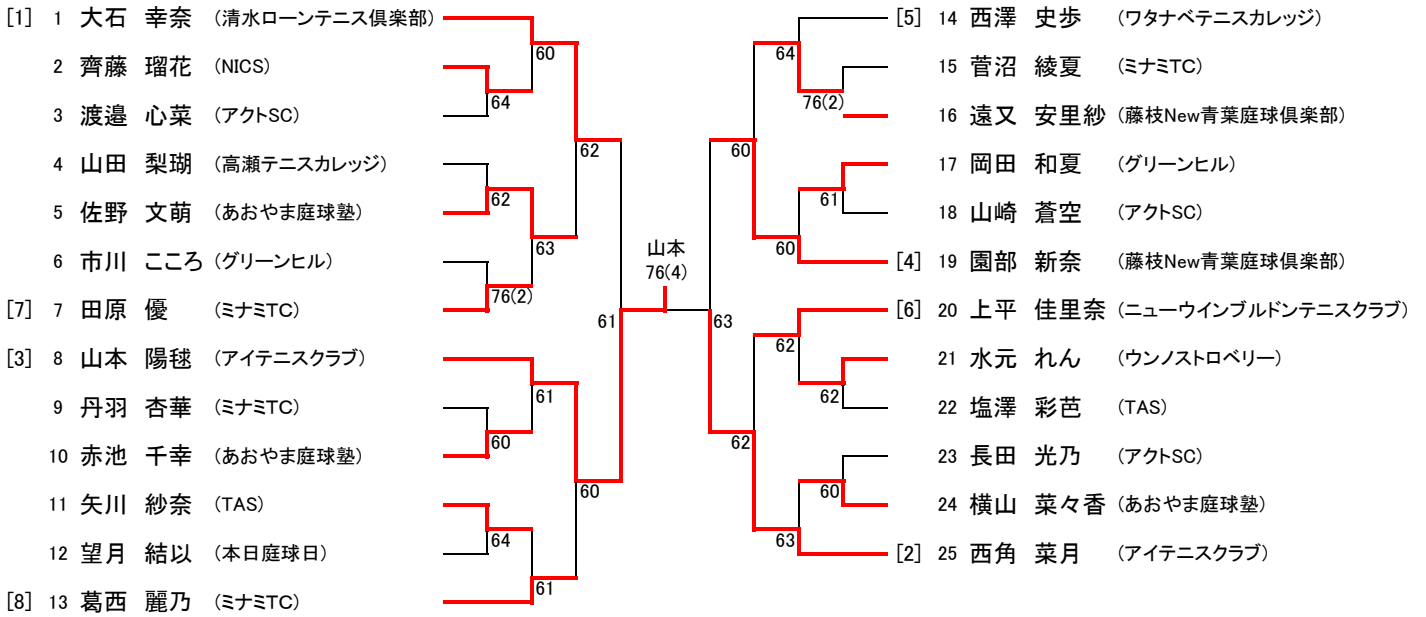 [1] 1 大石 幸奈 (清水ローンテニス倶楽部)
60
2 齊藤 瑠花 (NICS)
64
3 渡邉 心菜 (アクトSC)
62
4 山田 梨瑚 (高瀬テニスカレッジ)
62
5 佐野 文萌 (あおやま庭球塾)
63
6 市川 こころ (グリーンヒル)
76(2)
[7] 7 田原 優 (ミナミTC)
61
[3] 8 山本 陽毬 (アイテニスクラブ)
61
9 丹羽 杏華 (ミナミTC)
60
10 赤池 千幸 (あおやま庭球塾)
60
11 矢川 紗奈 (TAS)
64
12 望月 結以 (本日庭球日)
61
[8] 13 葛西 麗乃 (ミナミTC)
山本
76(4)
[5] 14 西澤 史歩 (ワタナベテニスカレッジ)
64
15 菅沼 綾夏 (ミナミTC)
76(2)
16 遠又 安里紗 (藤枝New青葉庭球倶楽部)
60
17 岡田 和夏 (グリーンヒル)
61
18 山崎 蒼空 (アクトSC)
60
[4] 19 園部 新奈 (藤枝New青葉庭球倶楽部)
63
[6] 20 上平 佳里奈 (ニューウインブルドンテニスクラブ)
62
21 水元 れん (ウンノストロベリー)
62
22 塩澤 彩芭 (TAS)
62
23 長田 光乃 (アクトSC)
60
24 横山 菜々香 (あおやま庭球塾)
63
[2] 25 西角 菜月 (アイテニスクラブ)